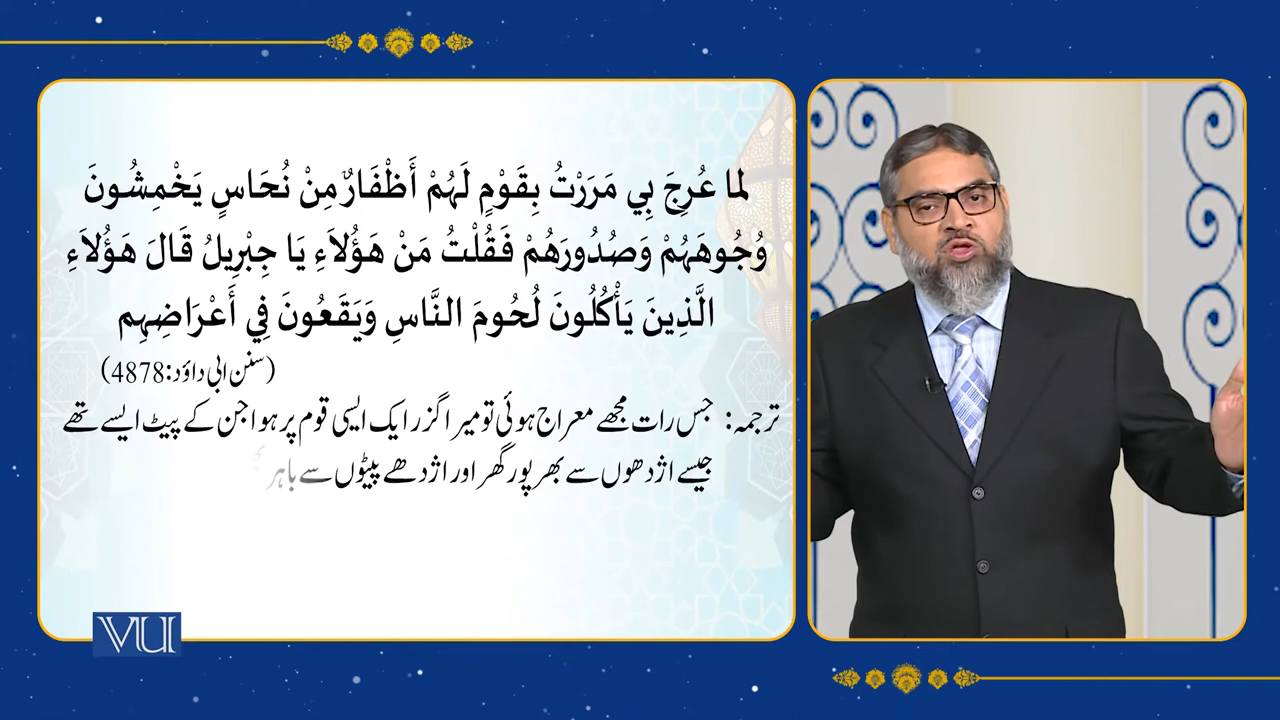 لما عُرِجَ بِي مَرَرْتُ بِقَوْمٍ لَهُمْ أَظْفَارٌ مِنْ نُحَاسٍ يَخْمِشُونَ
وُجُوهَهُمْ وَصُدُورَهُمْ فَقُلْتُ مَنْ هَؤُلاَءِ يَا جِبْرِيلُ قَالَ هَؤُلاَءِ
الَّذِينَ يَأْكُلُونَ لُحُومَ النَّاسِ وَيَقَعُونَ فِي أَعْرَاضِهِم
(سنن ابی داؤد:4878)
ترجمہ: جس رات مجھے معراج ہوئی تو میرا گزر ایک ایسی قوم پر ہوا جن کے پیٹ ایسے تھے
جیسے اژدھوں سے بھرپور گھر اور اژدھے پیٹوں سے باہر
VU